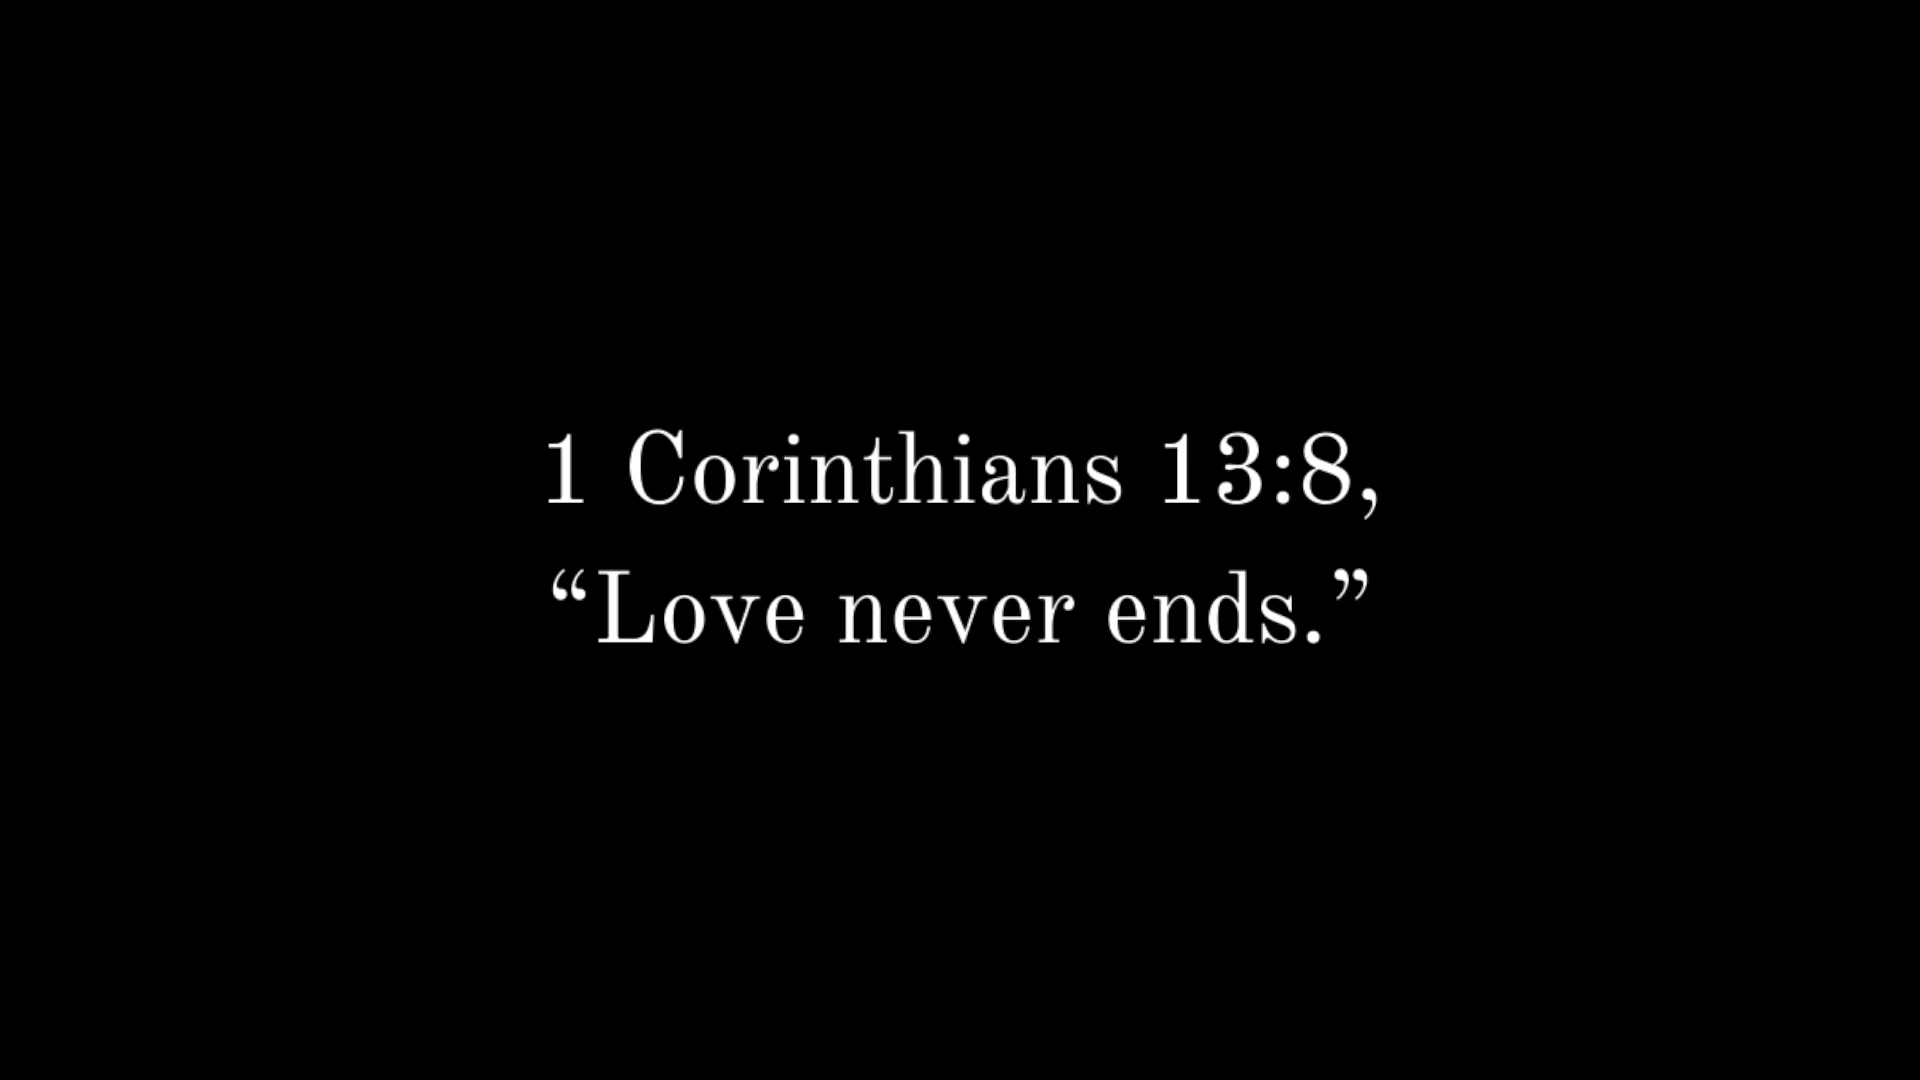 1 Corinthians 13:8,
“Love never ends.”